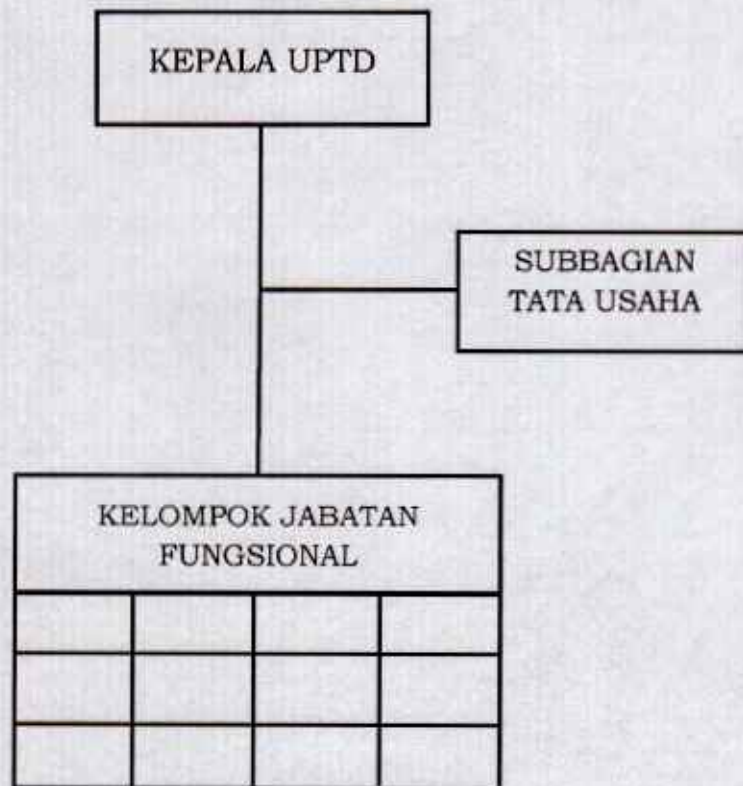 KEPALA UPTD
SUBBAGIAN
TATA USAHA
KELOMPOK JABATAN
FUNGSIONAL